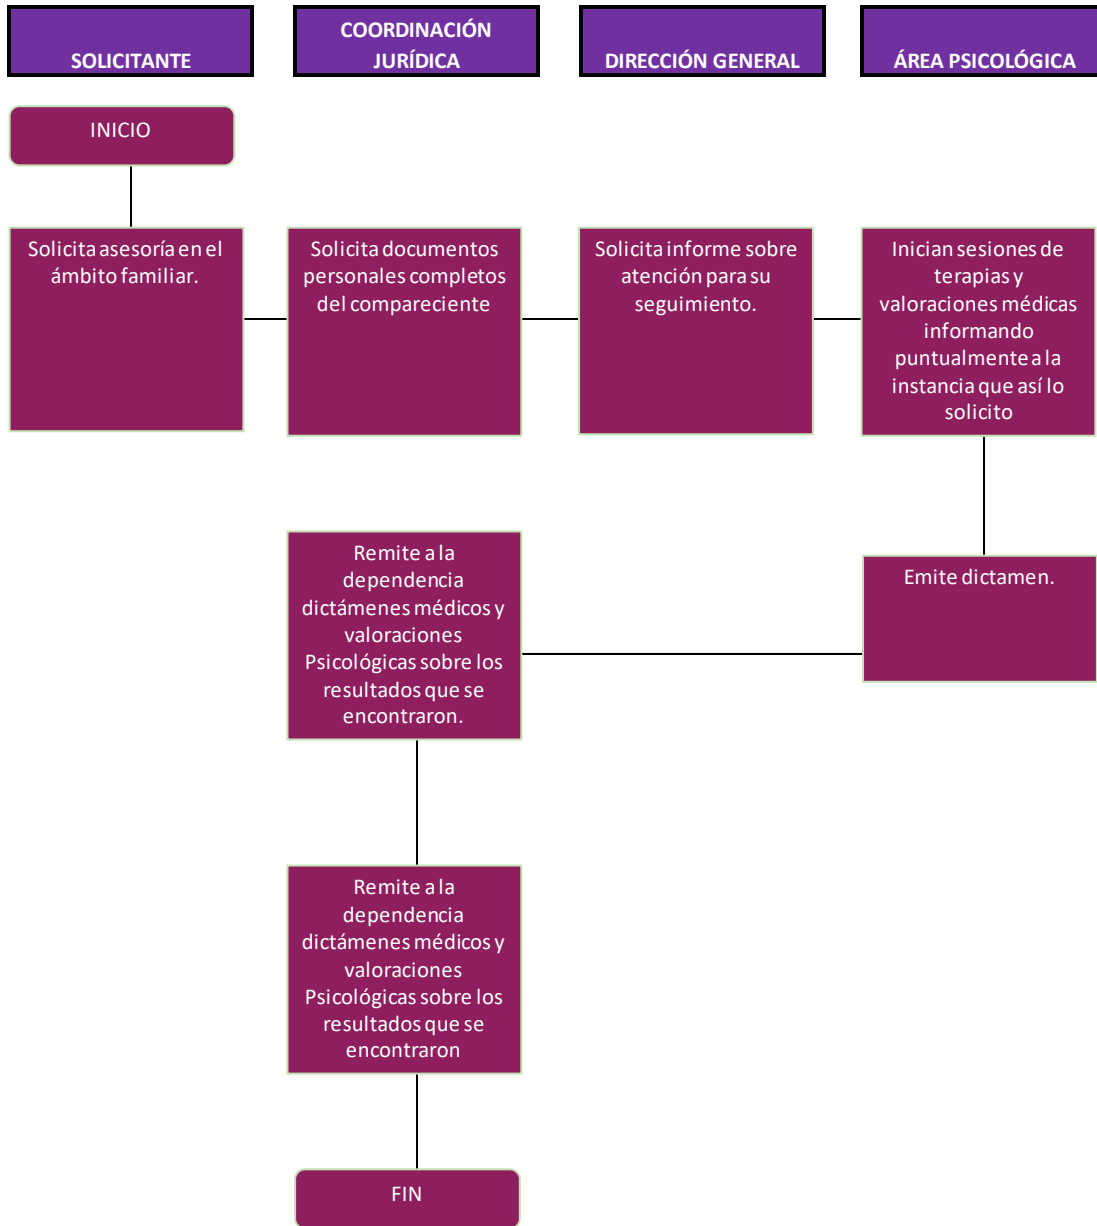 SOLICITANTE
COORDINACIÓN
JURÍDICA
DIRECCIÓN GENERAL
ÁREA PSICOLÓGICA
INICIO
Solicita asesoría en el
ámbito familiar.
Solicita documentos
personales completos
del compareciente
Solicita informe sobre
atención para su
seguimiento.
Inician sesiones de
terapias y
valoraciones médicas
informando
puntualmente a la
instancia que así lo
solicito
Emite dictamen.
Remite a la
dependencia
dictámenes médicos y
valoraciones
Psicológicas sobre los
resultados que se
encontraron.
Remite a la
dependencia
dictámenes médicos y
valoraciones
Psicológicas sobre los
resultados que se
encontraron
FIN